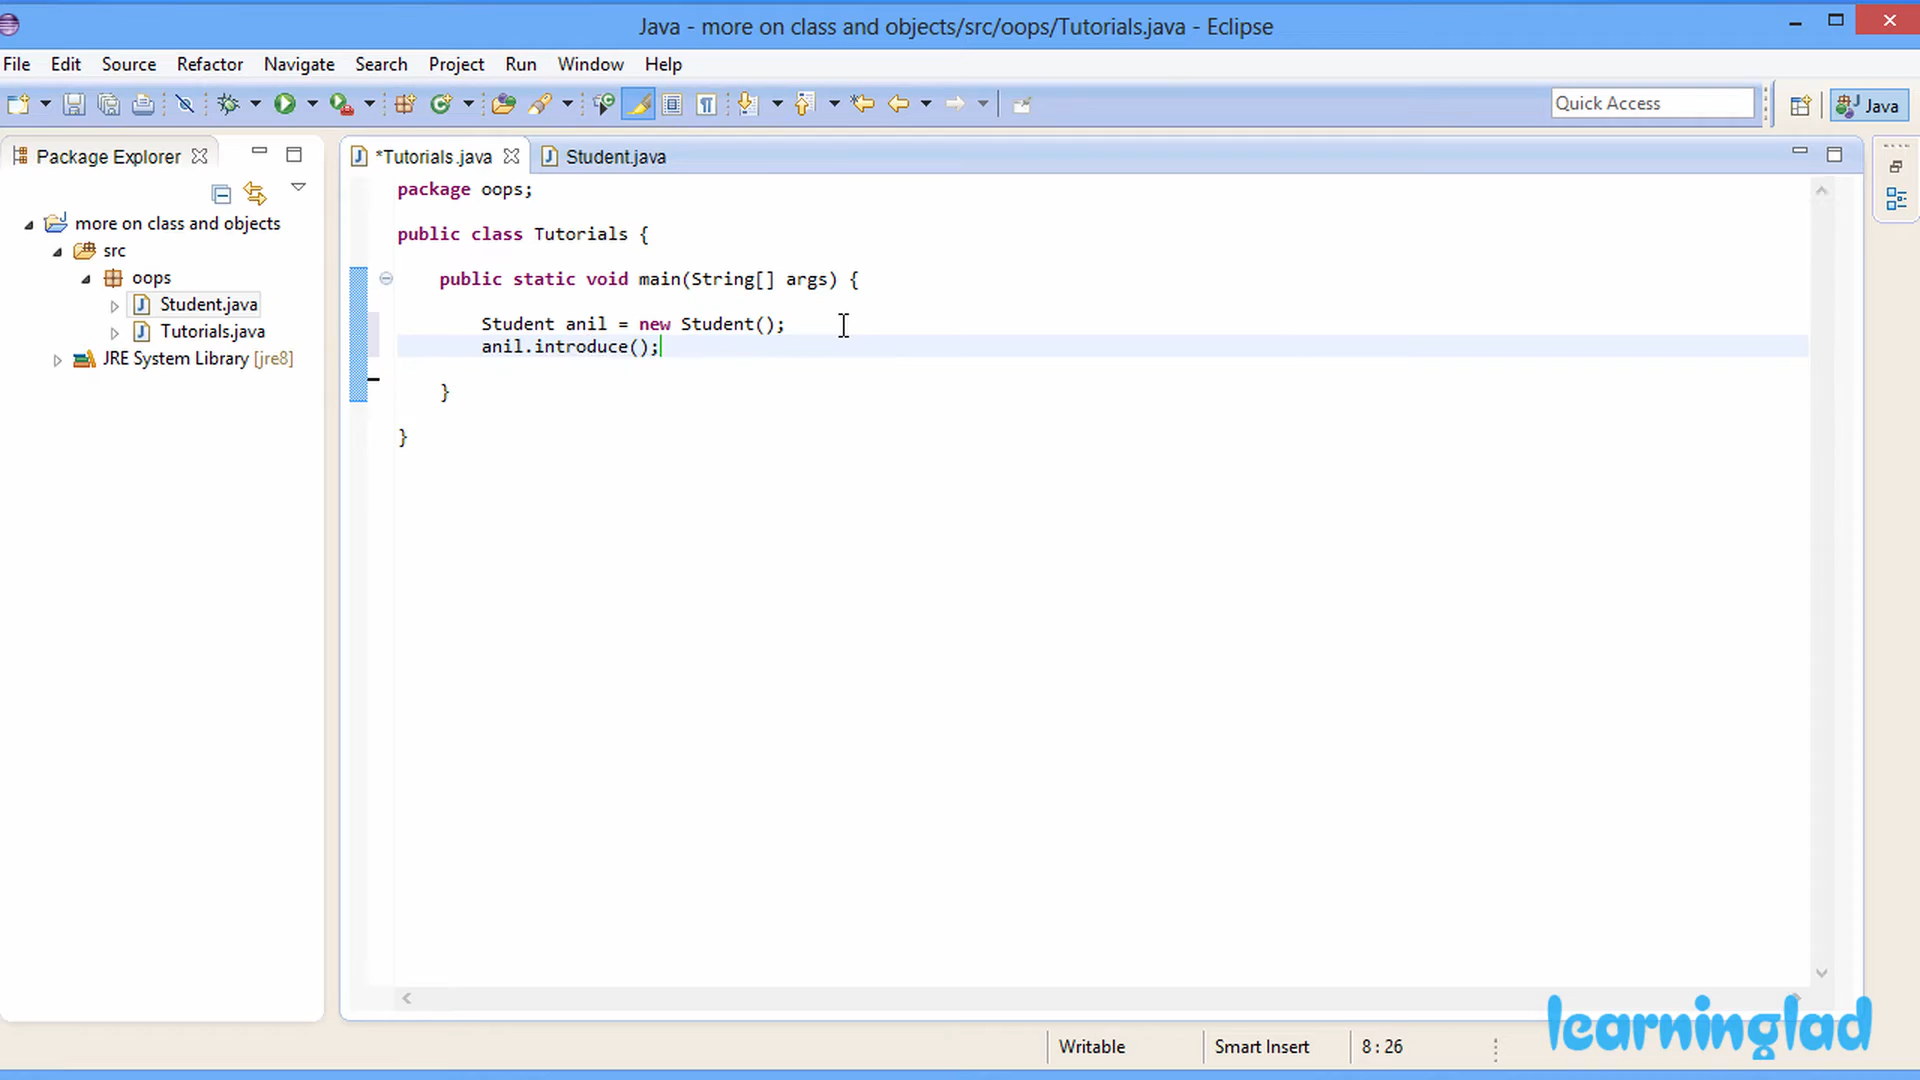 Java - more on class and objects/src/oops/Tutorials.java - Eclipse
File Edit Source Refactor Navigate Search Project Run Window Help
Quick Access
Java
Package Explorer
*Tutorials.java
Student.java
more on class and objects
src
oops
Student.java
Tutorials.java
JRE System Library [jre8]
package oops;
public class Tutorials {
public static void main(String[] args) {
Student anil = new Student();
anil.introduce();
}
}
learninglad
Writable
Smart Insert
8 : 26